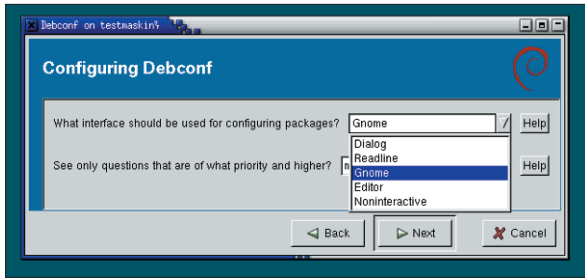 Debconf on testmaskin%
Configuring Debconf
What interface should be used for configuring packages? Gnome Help
Dialog
Readline
See only questions that are of what priority and higher? Help
Gnome
Editor
Noninteractive
Back Next Cancel